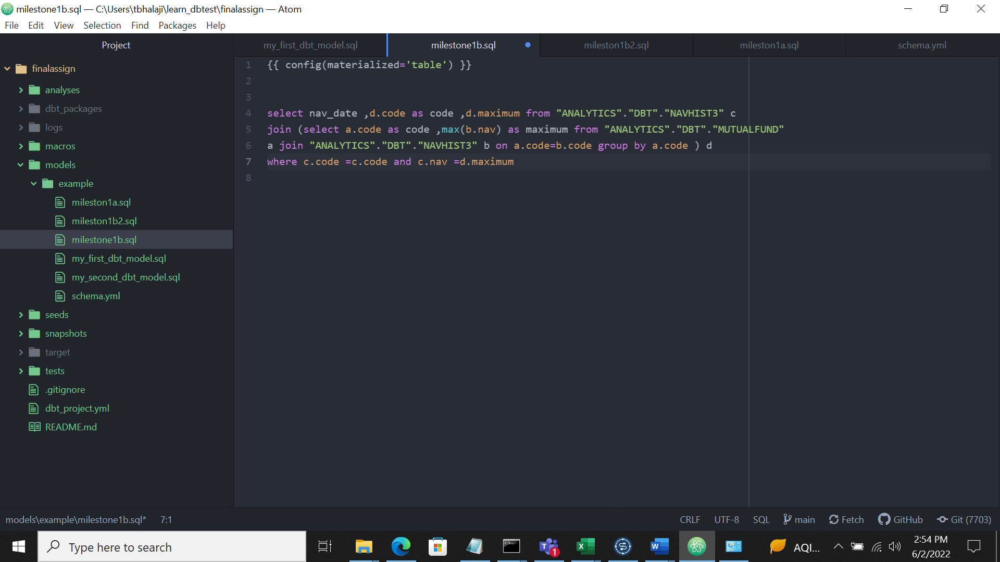 milestone1b.sql — C:\Users\tbhalaji\learn_dbtest\finalassign — Atom
File Edit View Selection Find Packages Help
Project
finalassign
analyses
dbt_packages
logs
macros
models
example
mileston1a.sql
mileston1b2.sql
milestone1b.sql
my_first_dbt_model.sql
my_second_dbt_model.sql
schema.yml
seeds
snapshots
target
tests
.gitignore
dbt_project.yml
README.md
my_first_dbt_model.sql milestone1b.sql mileston1b2.sql mileston1a.sql schema.yml
1 {{ config(materialized='table') }}
2
3
4 select nav_date ,d.code as code ,d.maximum from "ANALYTICS"."DBT"."NAVHIST3" c
5 join (select a.code as code ,max(b.nav) as maximum from "ANALYTICS"."DBT"."MUTUALFUND"
6 a join "ANALYTICS"."DBT"."NAVHIST3" b on a.code=b.code group by a.code ) d
7 where c.code =c.code and c.nav =d.maximum
8
models\example\milestone1b.sql* 7:1 CRLF UTF-8 SQL main Fetch GitHub Git (7703)
Type here to search
1
AQI...
2:54 PM
6/2/2022